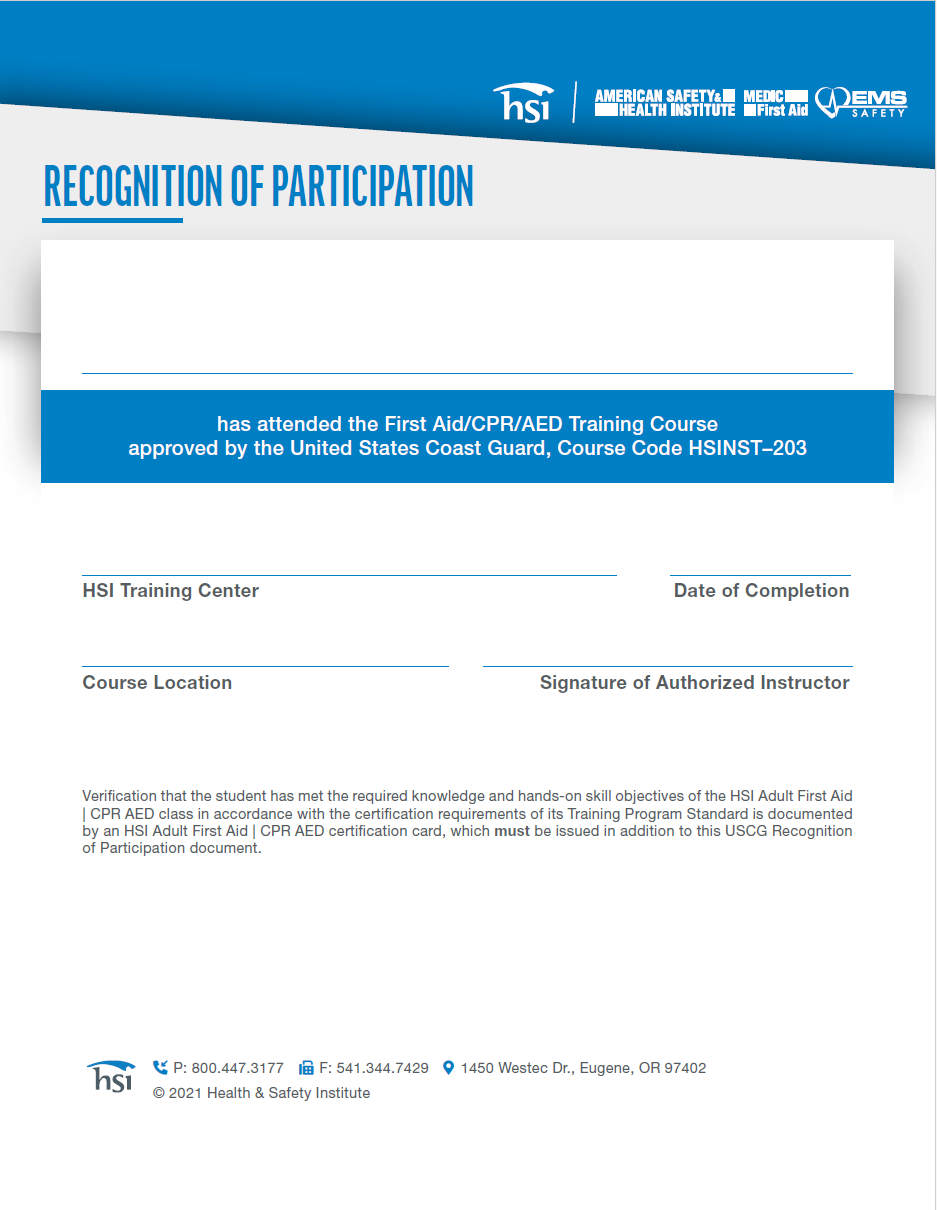 hsi
AMERICAN SAFETY& HEALTH INSTITUTE
MEDIC First Aid
EMS SAFETY
RECOGNITION OF PARTICIPATION
has attended the First Aid/CPR/AED Training Course
approved by the United States Coast Guard, Course Code HSINST–203
HSI Training Center
Date of Completion
Course Location
Signature of Authorized Instructor
Verification that the student has met the required knowledge and hands-on skill objectives of the HSI Adult First Aid
| CPR AED class in accordance with the certification requirements of its Training Program Standard is documented
by an HSI Adult First Aid | CPR AED certification card, which must be issued in addition to this USCG Recognition
of Participation document.
hsi
P: 800.447.3177 F: 541.344.7429 1450 Westec Dr., Eugene, OR 97402
© 2021 Health & Safety Institute